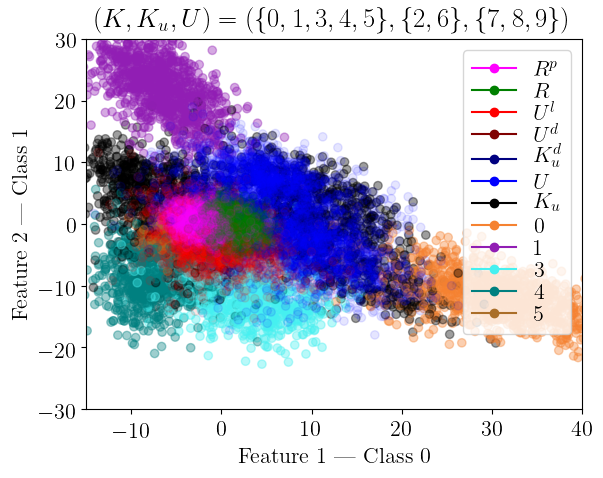 (K, K_u, U) = ({0, 1, 3, 4, 5}, {2, 6}, {7, 8, 9})
30
20
10
0
−10
−20
−30
−10
0
10
20
30
40
Feature 2 — Class 1
Feature 1 — Class 0
R^p
R
U^l
U^d
K_u^d
U
K_u
0
1
3
4
5